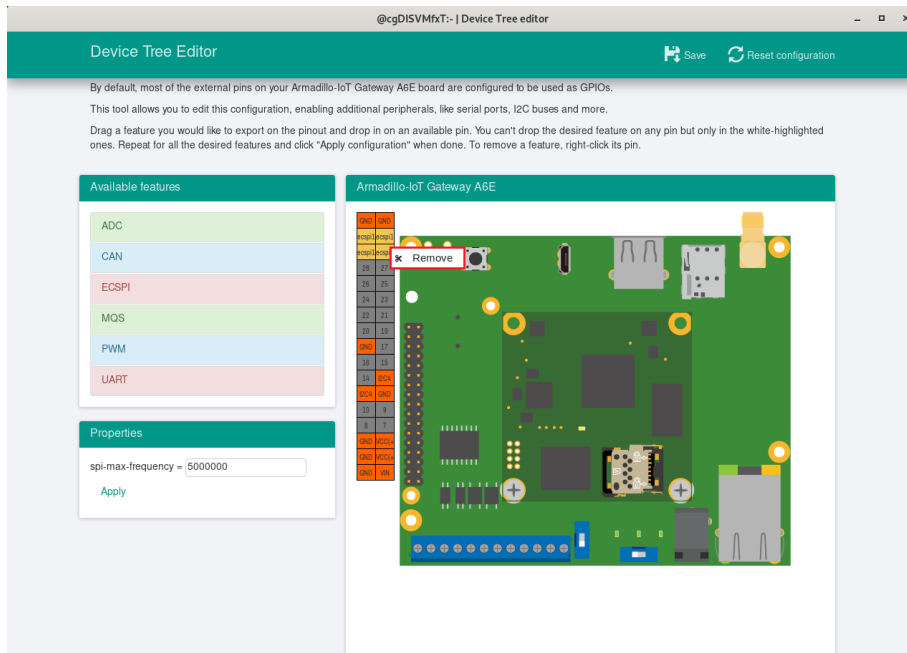 @cgDISVMfxT:- | Device Tree editor
Device Tree Editor
Save
Reset configuration
By default, most of the external pins on your Armadillo-IoT Gateway A6E board are configured to be used as GPIOs.
This tool allows you to edit this configuration, enabling additional peripherals, like serial ports, I2C buses and more.
Drag a feature you would like to export on the pinout and drop in on an available pin. You can't drop the desired feature on any pin but only in the white-highlighted
ones. Repeat for all the desired features and click "Apply configuration" when done. To remove a feature, right-click its pin.
Available features
ADC
CAN
ECSPI
MQS
PWM
UART
Properties
spi-max-frequency = 5000000
Apply
Armadillo-IoT Gateway A6E
GND GND
ecspi1 ecspi1
ecspi1 ecspi
Remove
28 27
26 25
24 23
22 21
20 19
GND 17
16 15
14 I2C4
I2C4 GND
10 9
8 7
GND VCC(+
GND VCC(+
GND VIN